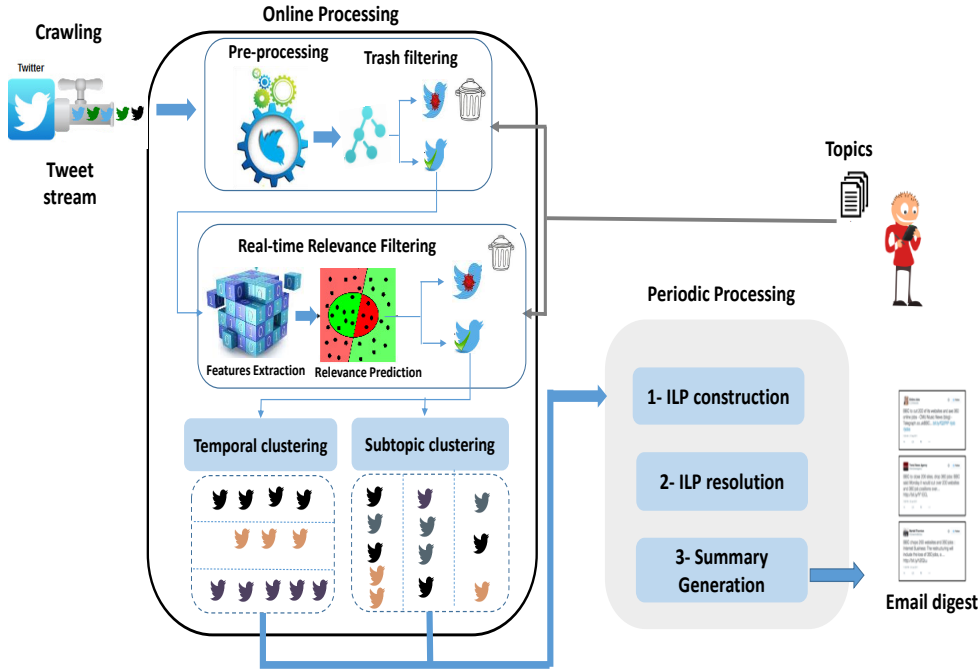 Online Processing
Crawling
Twitter
Tweet
stream
Pre-processing
Trash filtering
Topics
Real-time Relevance Filtering
Features Extraction
Relevance Prediction
Periodic Processing
1- ILP construction
2- ILP resolution
3- Summary
Generation
Temporal clustering
Subtopic clustering
Email digest